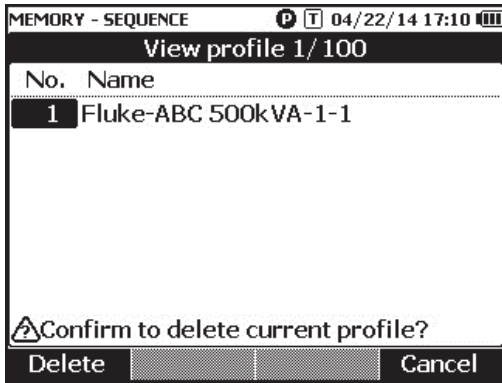 MEMORY - SEQUENCE P T 04/22/14 17:10
View profile 1/100
No. Name
1 Fluke-ABC 500kVA-1-1
?Confirm to delete current profile?
Delete Cancel